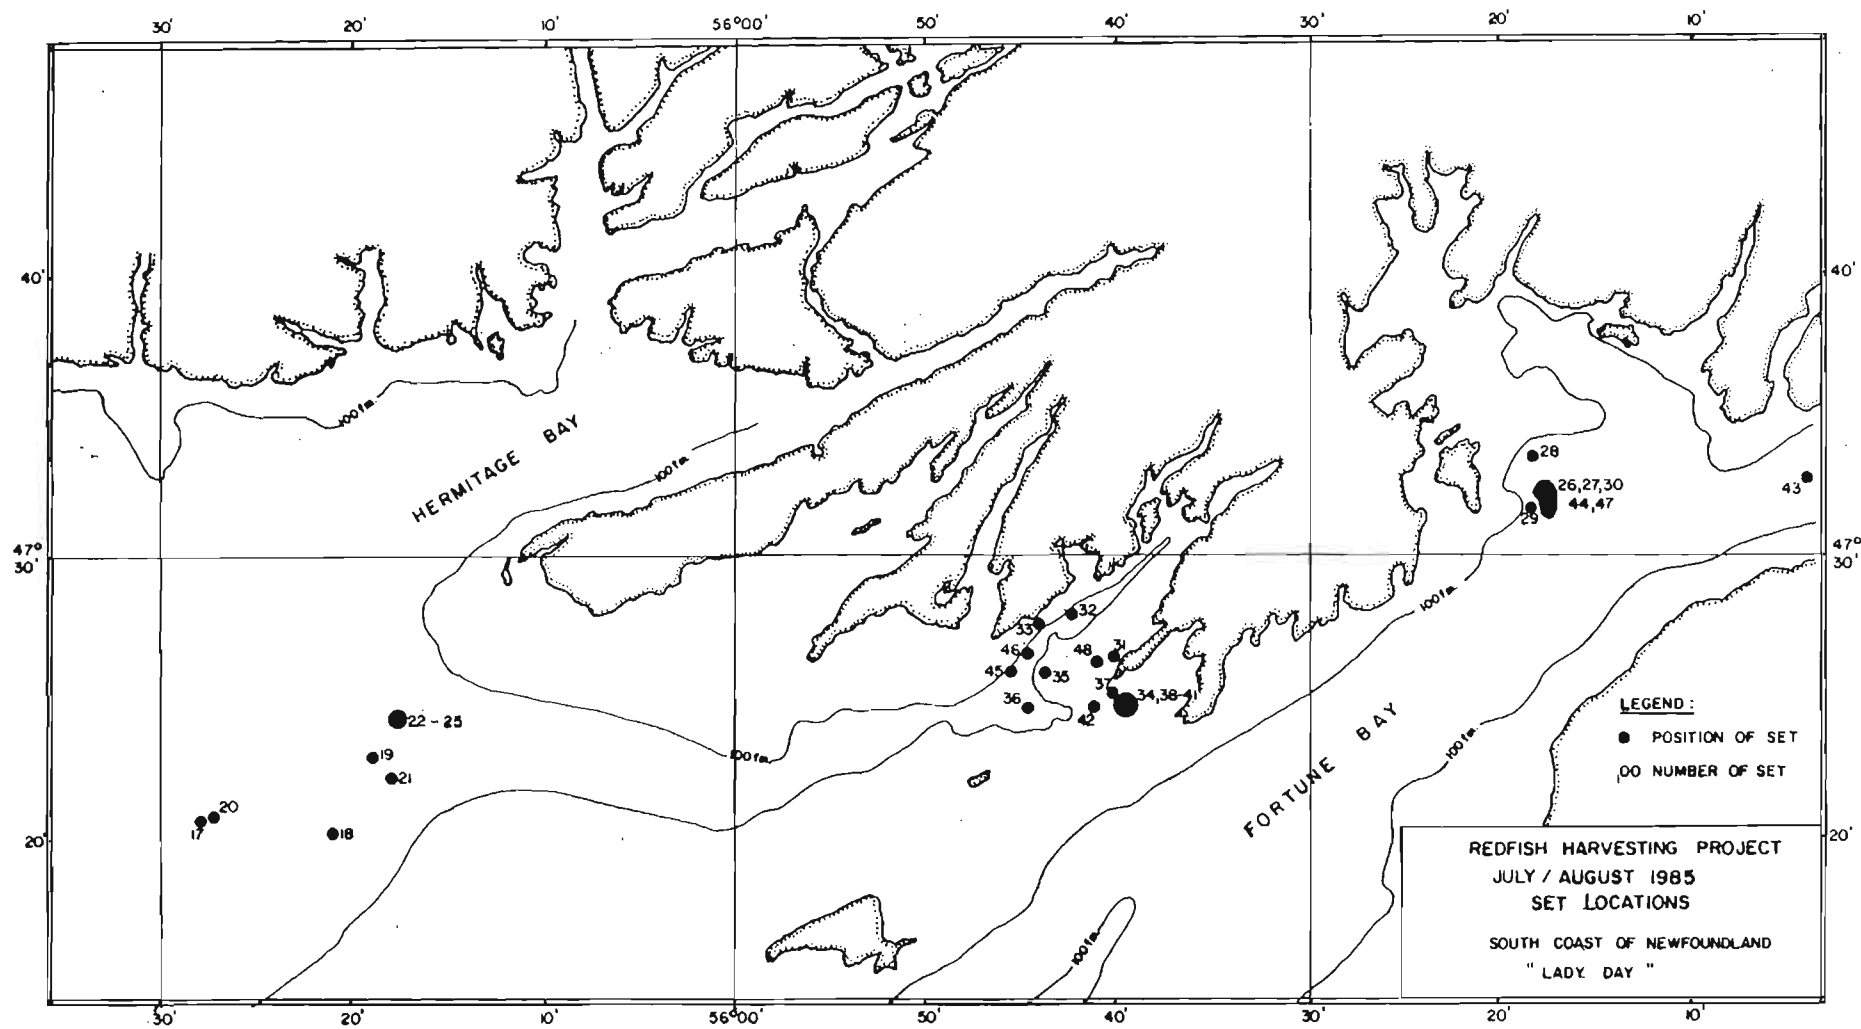 30' 20' 10' 56°00' 50' 40' 30' 20' 10'
40' 40'
100fm
HERMITAGE BAY
100fm
28
26,27,30
44,47
29
43
47°
30'
47°
30'
100fm
32
33
46
48
31
45
35
37
34,38-41
36
42
22 - 25
19
21
20
17
18
100fm
FORTUNE BAY
100fm
100fm
LEGEND:
POSITION OF SET
00 NUMBER OF SET
20' 20'
REDFISH HARVESTING PROJECT
JULY / AUGUST 1985
SET LOCATIONS
SOUTH COAST OF NEWFOUNDLAND
" LADY DAY "
30' 20' 10' 56°00' 50' 40' 30' 20' 10'